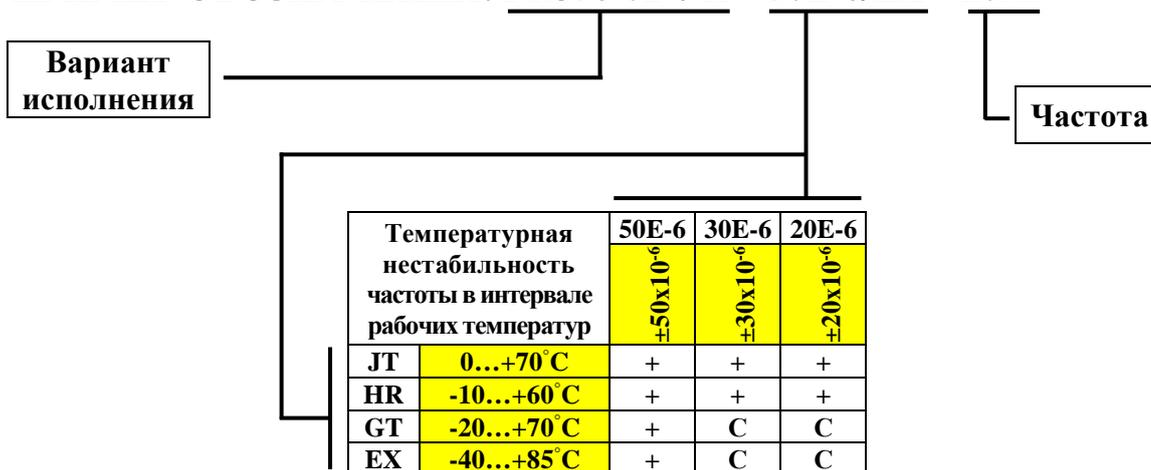 Вариант
исполнения
Частота
Температурная
нестабильность
частоты в интервале
рабочих температур
50E-6 30E-6 20E-6
±50x10⁻⁶ ±30x10⁻⁶ ±20x10⁻⁶
JT 0…+70°C + + +
HR -10…+60°C + + +
GT -20…+70°C + C C
EX -40…+85°C + C C